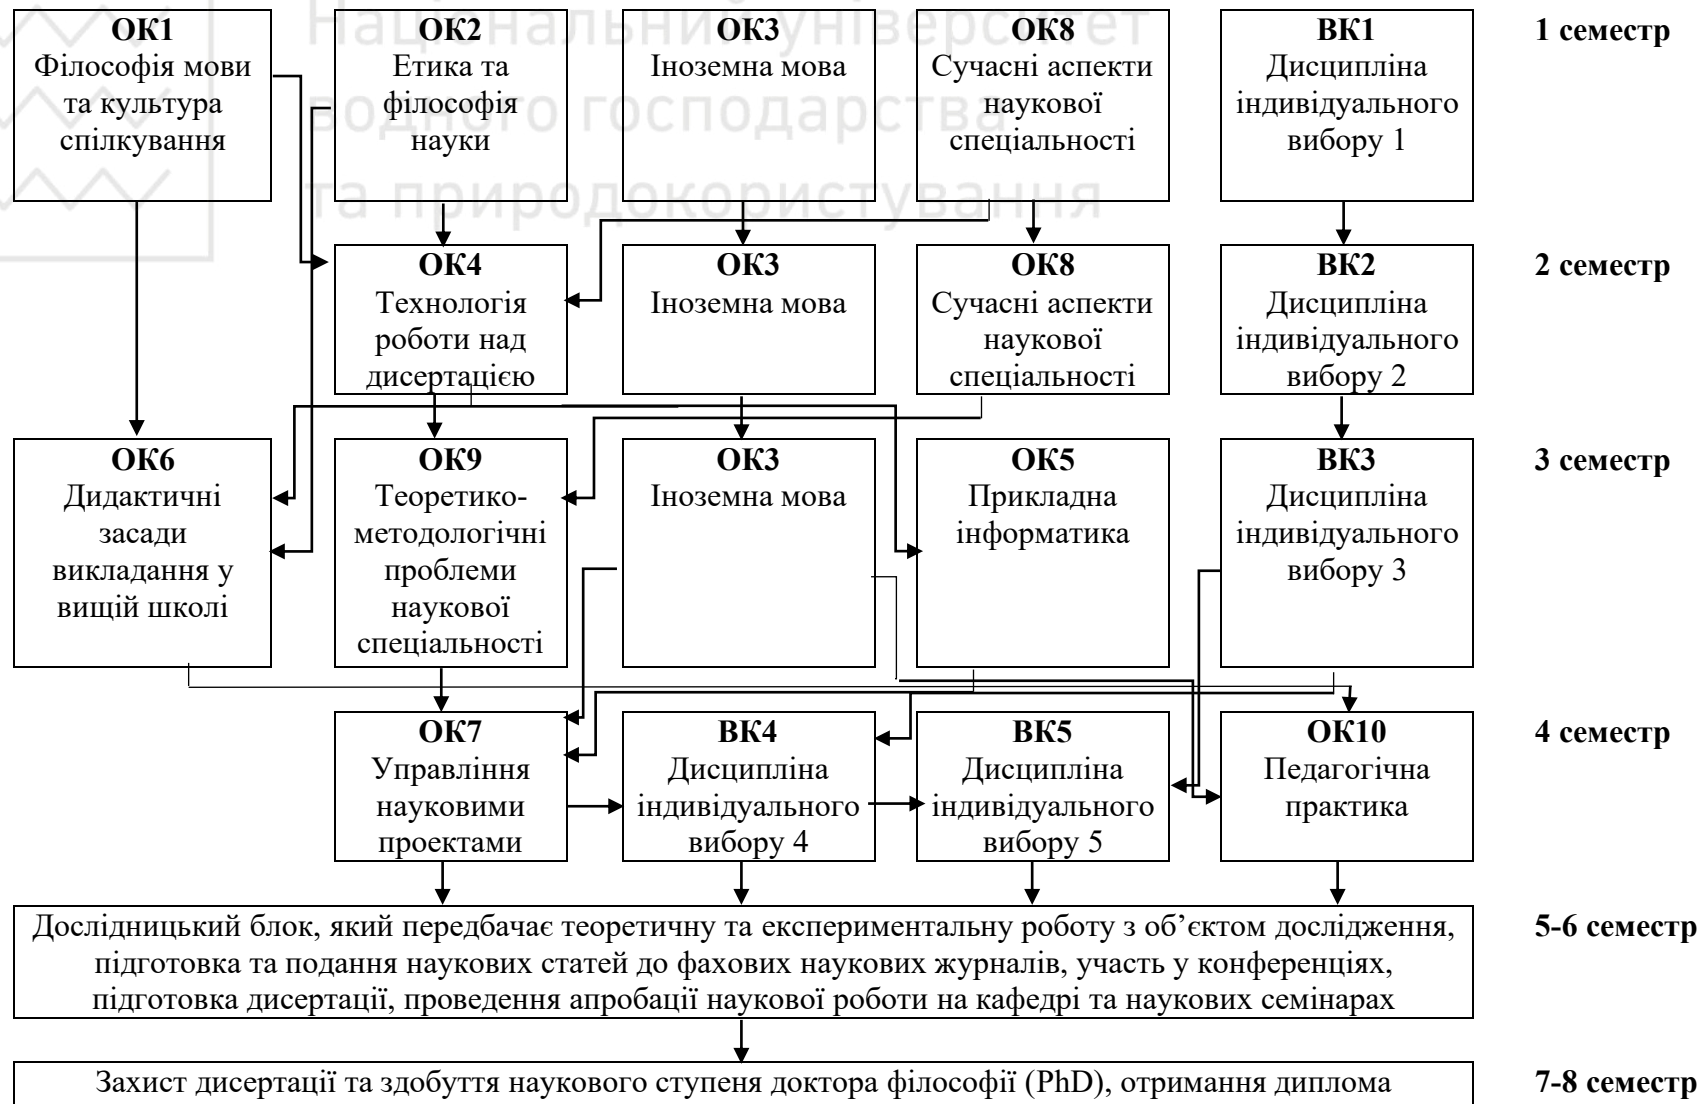 Національний університет
водного господарства
та природокористування
ОК1
Філософія мови
та культура
спілкування
ОК2
Етика та
філософія
науки
ОК3
Іноземна мова
ОК8
Сучасні аспекти
наукової
спеціальності
ВК1
Дисципліна
індивідуального
вибору 1
1 семестр
ОК4
Технологія
роботи над
дисертацією
ОК3
Іноземна мова
ОК8
Сучасні аспекти
наукової
спеціальності
ВК2
Дисципліна
індивідуального
вибору 2
2 семестр
ОК6
Дидактичні
засади
викладання у
вищій школі
ОК9
Теоретико-
методологічні
проблеми
наукової
спеціальності
ОК3
Іноземна мова
ОК5
Прикладна
інформатика
ВК3
Дисципліна
індивідуального
вибору 3
3 семестр
ОК7
Управління
науковими
проектами
ВК4
Дисципліна
індивідуального
вибору 4
ВК5
Дисципліна
індивідуального
вибору 5
ОК10
Педагогічна
практика
4 семестр
Дослідницький блок, який передбачає теоретичну та експериментальну роботу з об’єктом дослідження,
підготовка та подання наукових статей до фахових наукових журналів, участь у конференціях,
підготовка дисертації, проведення апробації наукової роботи на кафедрі та наукових семінарах
5-6 семестр
Захист дисертації та здобуття наукового ступеня доктора філософії (PhD), отримання диплома
7-8 семестр